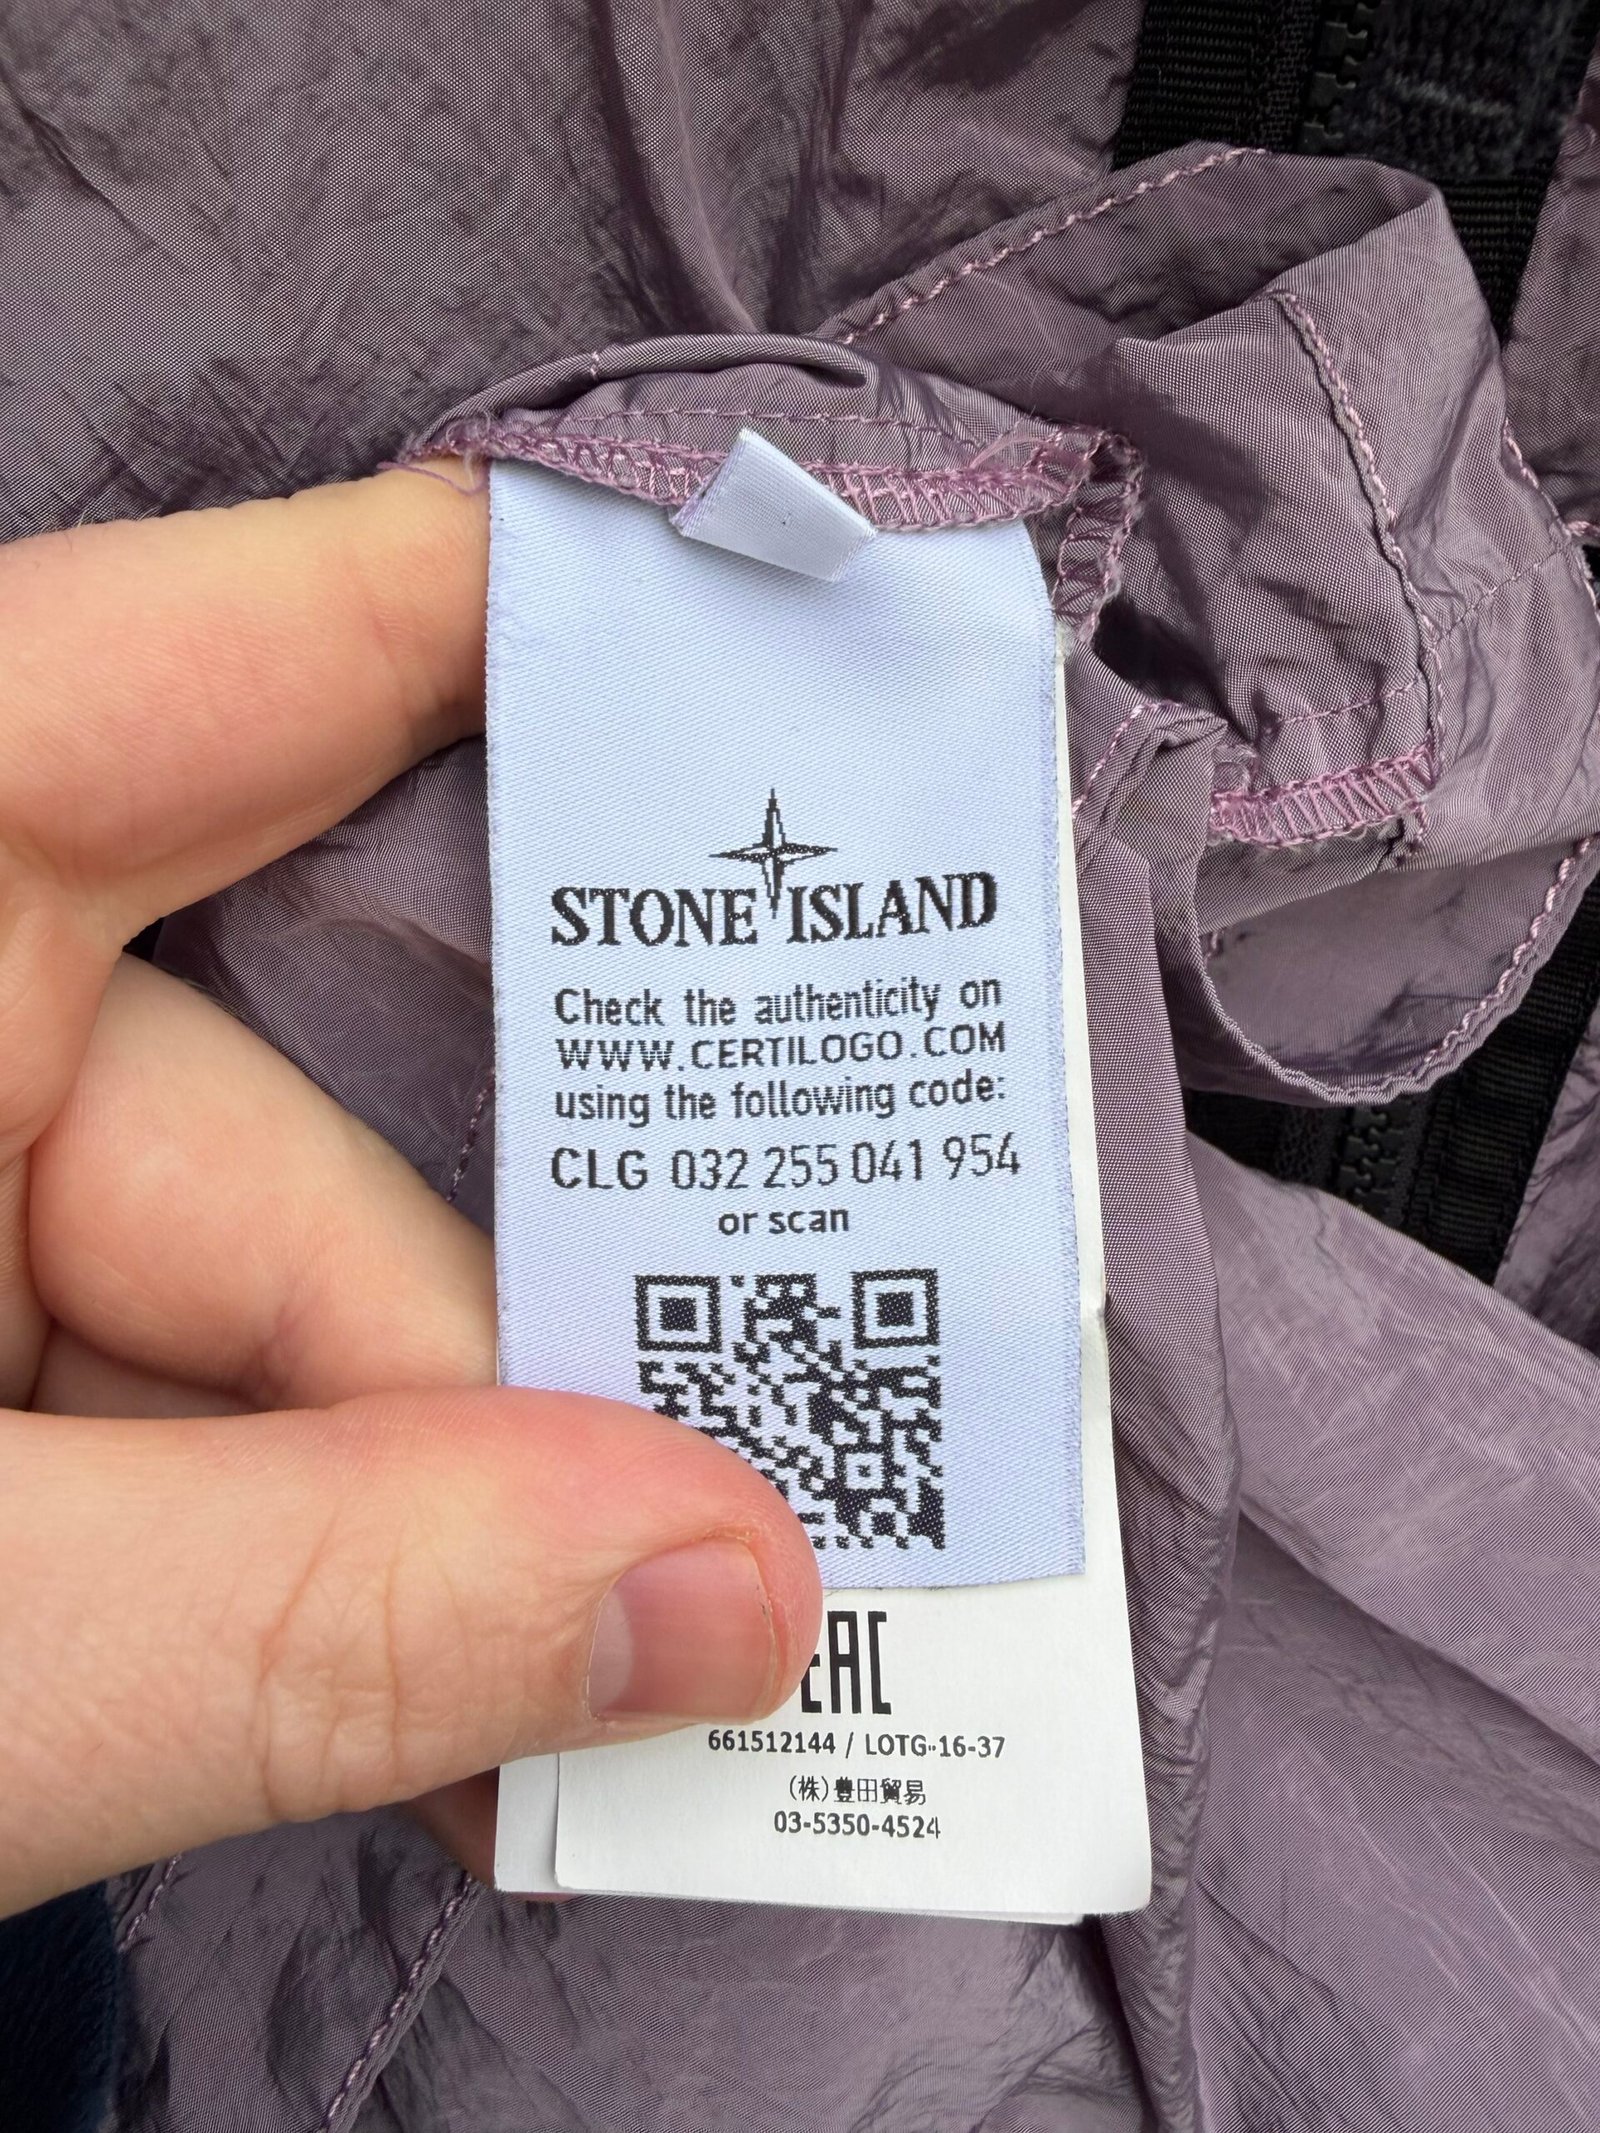 STONE ISLAND
Check the authenticity on
WWW.CERTILOGO.COM
using the following code:
CLG 032 255 041 954
or scan
EAC
661512144 / LOTG-16-37
(株)豊田貿易
03-5350-4524